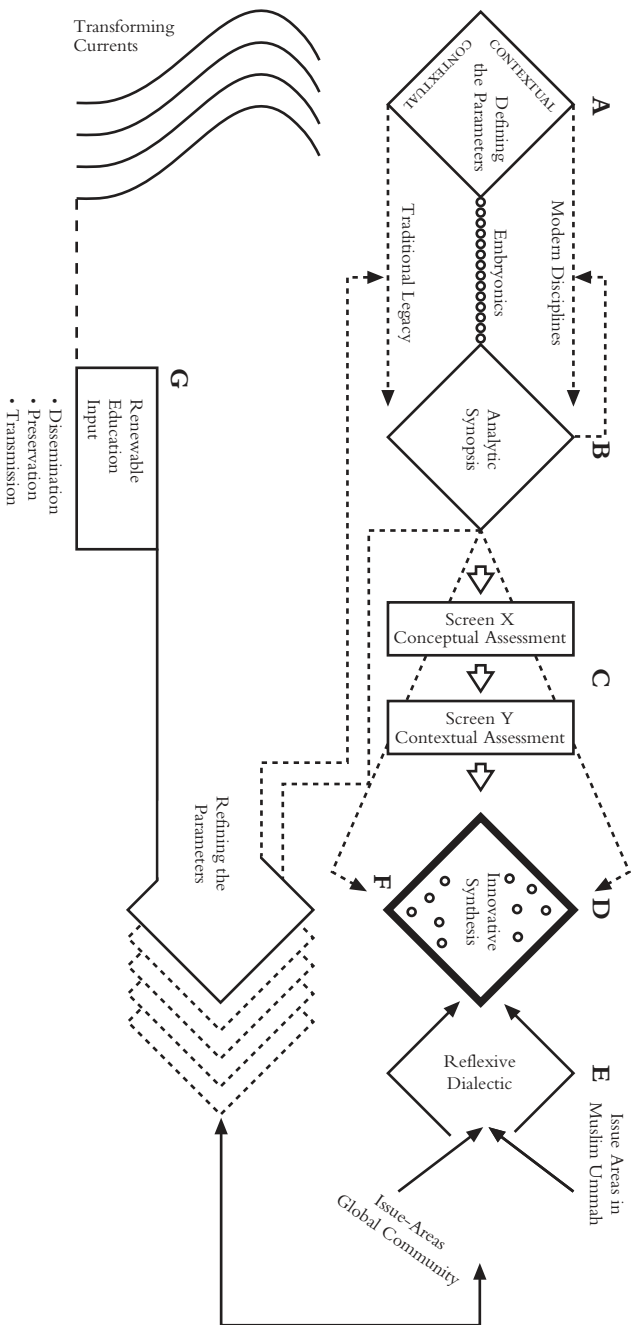 A
CONTEXTUAL
CONTEXTUAL
Defining
the Parameters
Modern Disciplines
Embryonics
Traditional Legacy
B
Analytic
Synopsis
C
Screen X
Conceptual Assessment
Screen Y
Contextual Assessment
D
Innovative
Synthesis
F
E
Reflexive
Dialectic
Issue Areas in
Muslim Ummah
Issue-Areas
Global Community
Refining the
Parameters
G
Renewable
Education
Input
• Dissemination
• Preservation
• Transmission
Transforming
Currents